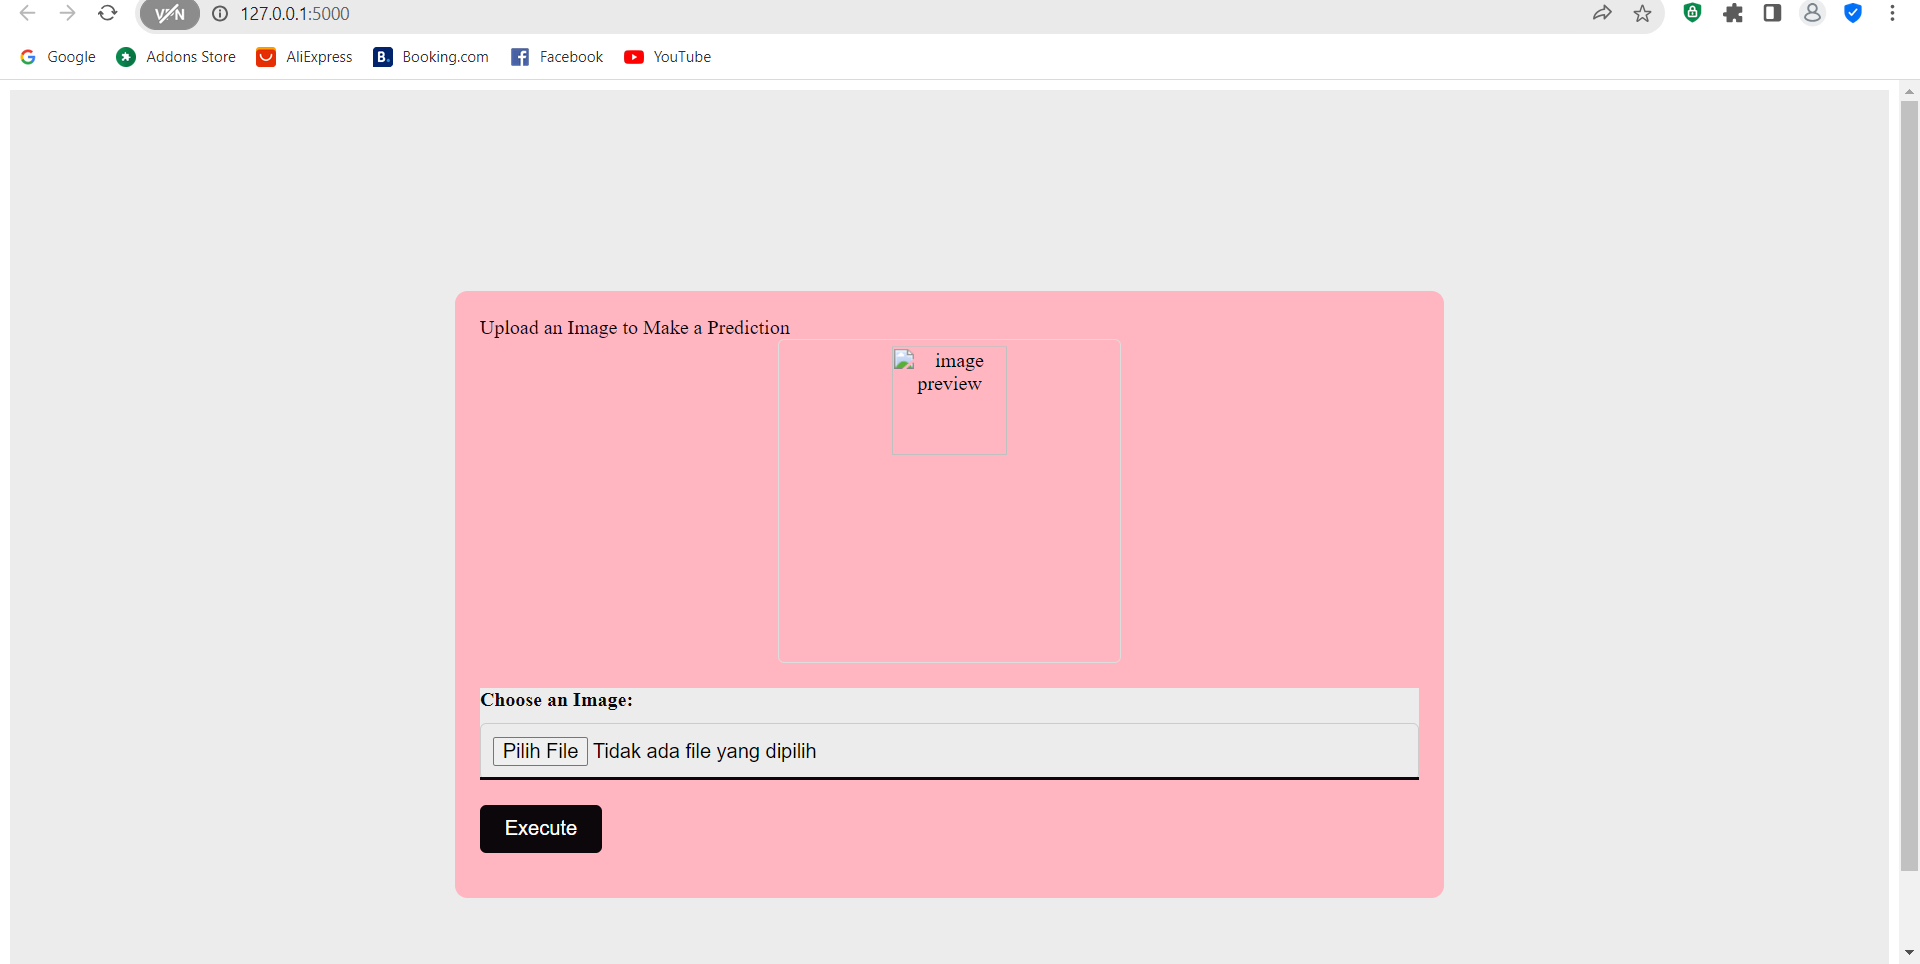 VPN 127.0.0.1:5000
Google Addons Store AliExpress B. Booking.com Facebook YouTube
Upload an Image to Make a Prediction
image
preview
Choose an Image:
Pilih File Tidak ada file yang dipilih
Execute